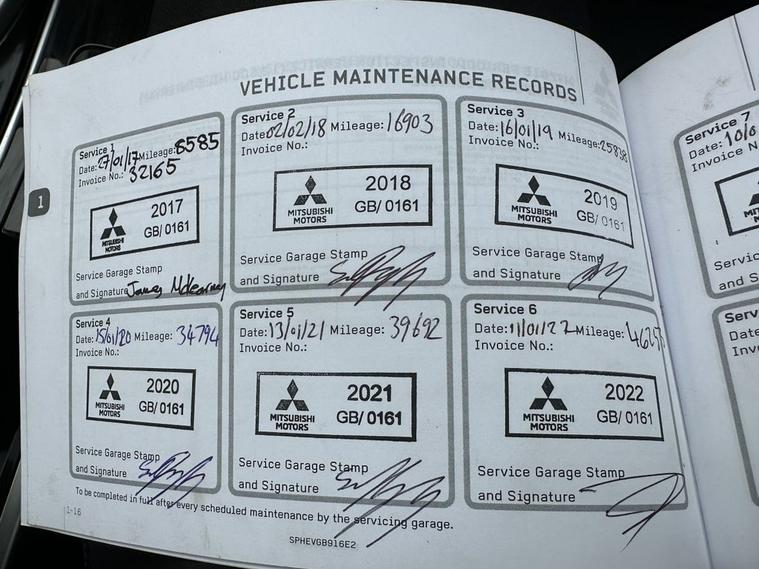 VEHICLE MAINTENANCE RECORDS
1
Service 1
Date: 27/01/17 Mileage: 8585
Invoice No.: 32165
MITSUBISHI MOTORS
2017
GB/ 0161
Service Garage Stamp
and Signature James
Service 2
Date: 02/02/18 Mileage: 16903
Invoice No.:
MITSUBISHI MOTORS
2018
GB/ 0161
Service Garage Stamp
and Signature
Service 3
Date: 16/01/19 Mileage:
Invoice No.:
MITSUBISHI MOTORS
2019
GB/ 0161
Service Garage Stamp
and Signature
Service 4
Date: 15/01/20 Mileage: 34794
Invoice No.:
MITSUBISHI MOTORS
2020
GB/ 0161
Service Garage Stamp
and Signature
Service 5
Date: 13/01/21 Mileage: 39692
Invoice No.:
MITSUBISHI MOTORS
2021
GB/ 0161
Service Garage Stamp
and Signature
Service 6
Date: 11/01/22 Mileage:
Invoice No.:
MITSUBISHI MOTORS
2022
GB/ 0161
Service Garage Stamp
and Signature
To be completed in full after every scheduled maintenance by the servicing garage.
1-16
SPHEVGB916E2
Service 7
Date:
Invoice N